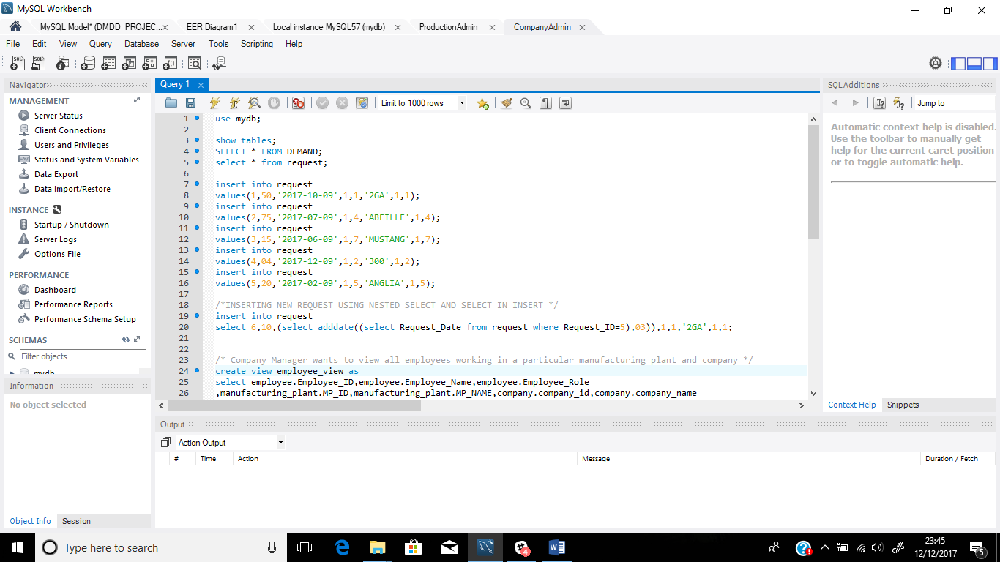 MySQL Workbench
MySQL Model* (DMDD_PROJEC...× EER Diagram1 × Local instance MySQL57 (mydb) × ProductionAdmin × CompanyAdmin ×
File Edit View Query Database Server Tools Scripting Help
Navigator
MANAGEMENT
Server Status
Client Connections
Users and Privileges
Status and System Variables
Data Export
Data Import/Restore
INSTANCE
Startup / Shutdown
Server Logs
Options File
PERFORMANCE
Dashboard
Performance Reports
Performance Schema Setup
SCHEMAS
Filter objects
mydb
Information
No object selected
Object Info Session
Query 1 ×
Limit to 1000 rows
1 use mydb;
2
3 show tables;
4 SELECT * FROM DEMAND;
5 select * from request;
6
7 insert into request
8 values(1,50,'2017-10-09',1,1,'2GA',1,1);
9 insert into request
10 values(2,75,'2017-07-09',1,4,'ABEILLE',1,4);
11 insert into request
12 values(3,15,'2017-06-09',1,7,'MUSTANG',1,7);
13 insert into request
14 values(4,04,'2017-12-09',1,2,'300',1,2);
15 insert into request
16 values(5,20,'2017-02-09',1,5,'ANGLIA',1,5);
17
18 /*INSERTING NEW REQUEST USING NESTED SELECT AND SELECT IN INSERT */
19 insert into request
20 select 6,10,(select adddate((select Request_Date from request where Request_ID=5),03)),1,1,'2GA',1,1;
21
22
23 /* Company Manager wants to view all employees working in a particular manufacturing plant and company */
24 create view employee_view as
25 select employee.Employee_ID,employee.Employee_Name,employee.Employee_Role
26 ,manufacturing_plant.MP_ID,manufacturing_plant.MP_NAME,company.company_id,company.company_name
SQLAdditions
Jump to
Automatic context help is disabled.
Use the toolbar to manually get
help for the current caret position
or to toggle automatic help.
Context Help Snippets
Output
Action Output
# Time Action Message Duration / Fetch
Type here to search
4
23:45
12/12/2017
5